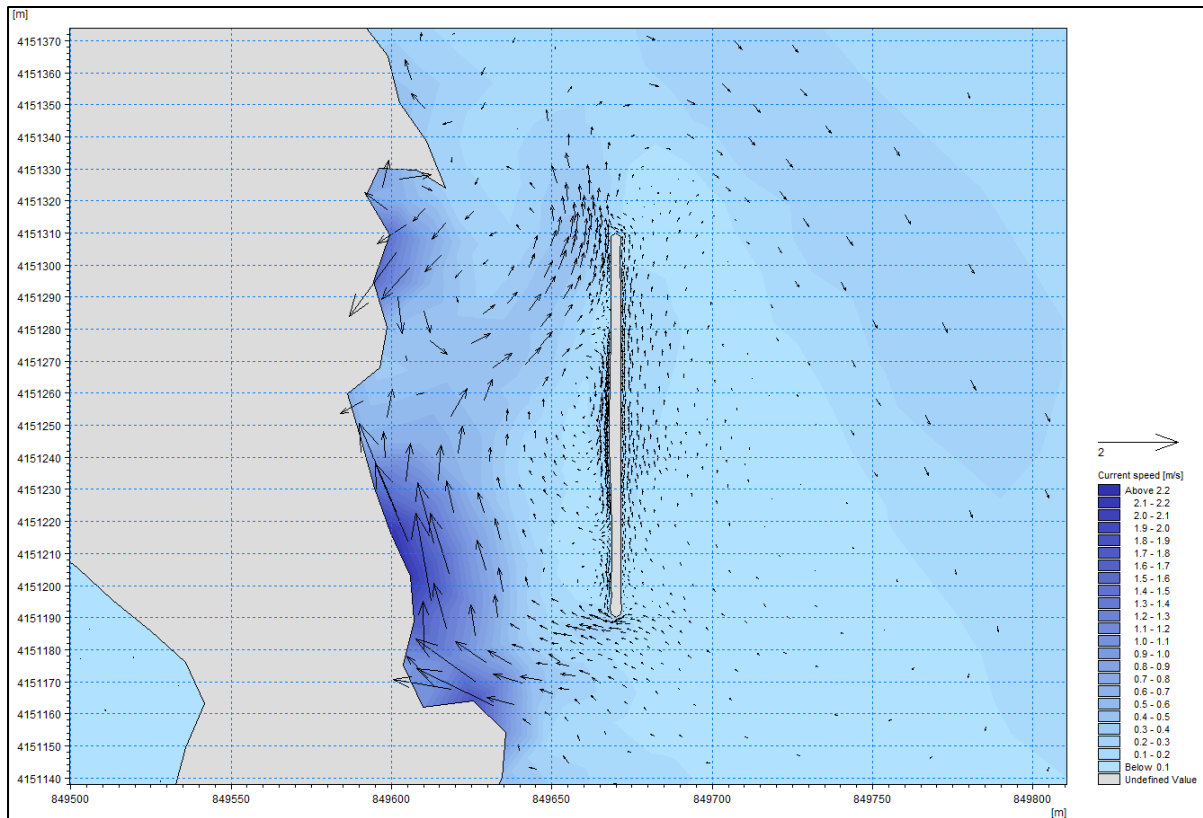 [m]
4151370
4151360
4151350
4151340
4151330
4151320
4151310
4151300
4151290
4151280
4151270
4151260
4151250
4151240
4151230
4151220
4151210
4151200
4151190
4151180
4151170
4151160
4151150
4151140
849500 849550 849600 849650 849700 849750 849800
[m]
2
Current speed [m/s]
Above 2.2
2.1 - 2.2
2.0 - 2.1
1.9 - 2.0
1.8 - 1.9
1.7 - 1.8
1.6 - 1.7
1.5 - 1.6
1.4 - 1.5
1.3 - 1.4
1.2 - 1.3
1.1 - 1.2
1.0 - 1.1
0.9 - 1.0
0.8 - 0.9
0.7 - 0.8
0.6 - 0.7
0.5 - 0.6
0.4 - 0.5
0.3 - 0.4
0.2 - 0.3
0.1 - 0.2
Below 0.1
Undefined Value